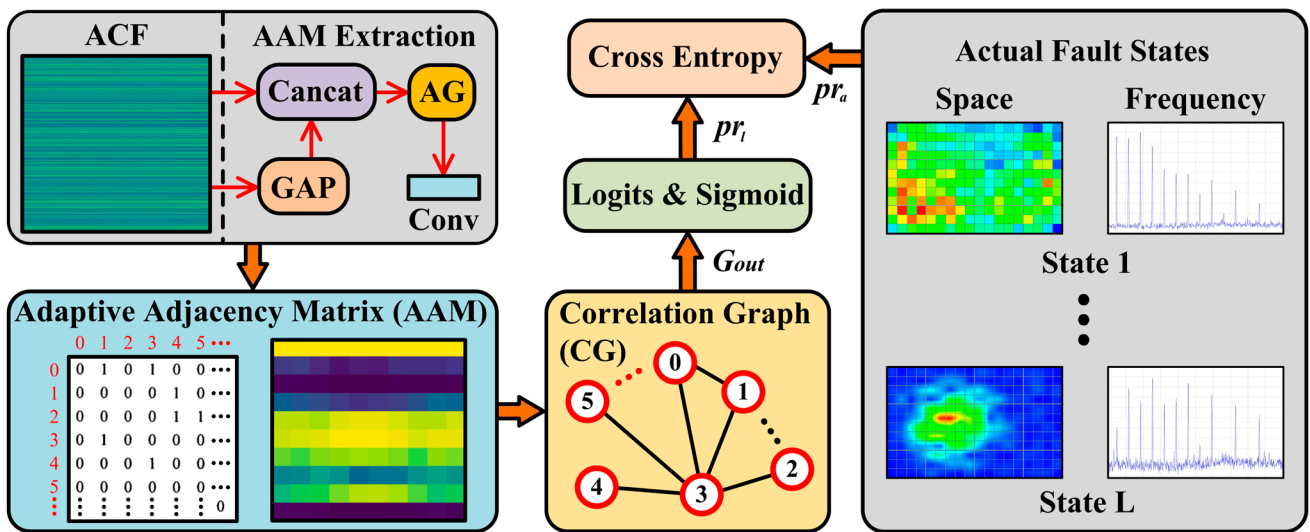 ACF
AAM Extraction
Cancat
AG
GAP
Conv
Adaptive Adjacency Matrix (AAM)
0 1 2 3 4 5 •••
0 0 1 0 1 0 0 •••
1 0 0 0 0 1 0 •••
2 0 0 0 0 1 1 •••
3 0 1 0 0 0 0 •••
4 0 0 0 1 0 0 •••
5 0 0 0 0 0 0 •••
0
Cross Entropy
prₗ
Logits & Sigmoid
Gout
Correlation Graph
(CG)
0
1
5
2
4
3
prₐ
Actual Fault States
Space
Frequency
State 1
State L